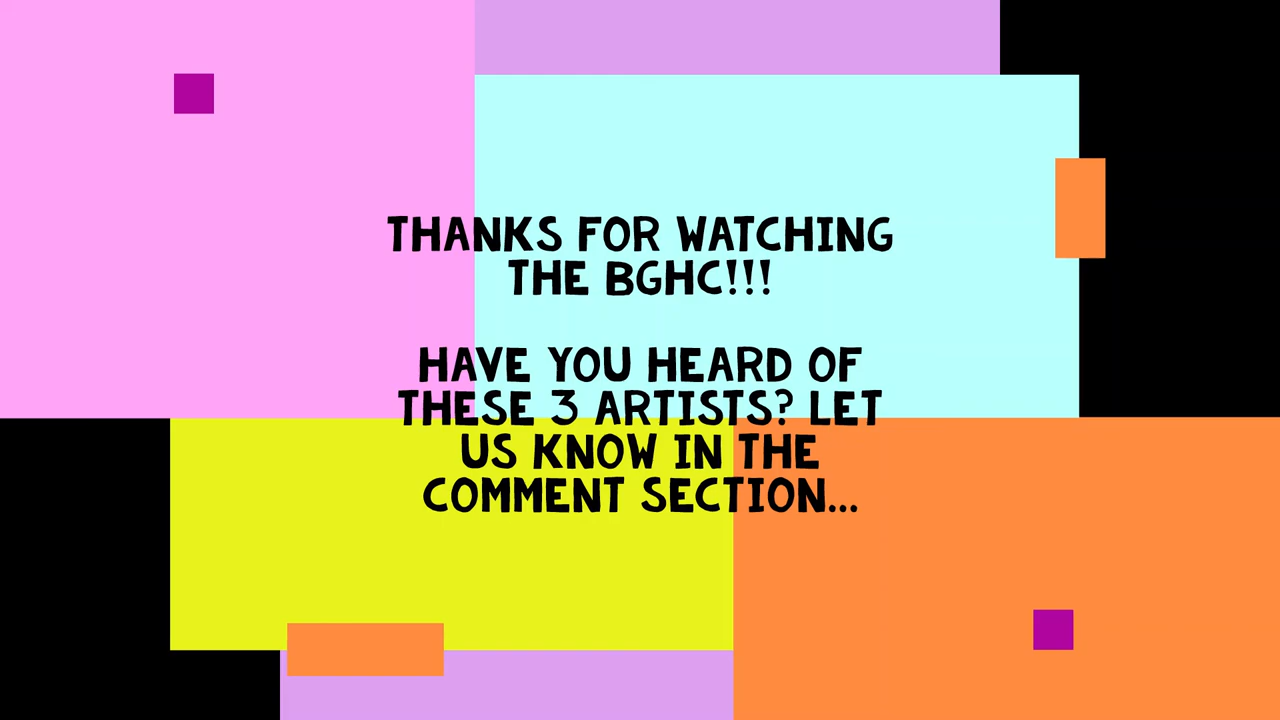 THANKS FOR WATCHING
THE BGHC!!!
HAVE YOU HEARD OF
THESE 3 ARTISTS? LET
US KNOW IN THE
COMMENT SECTION...